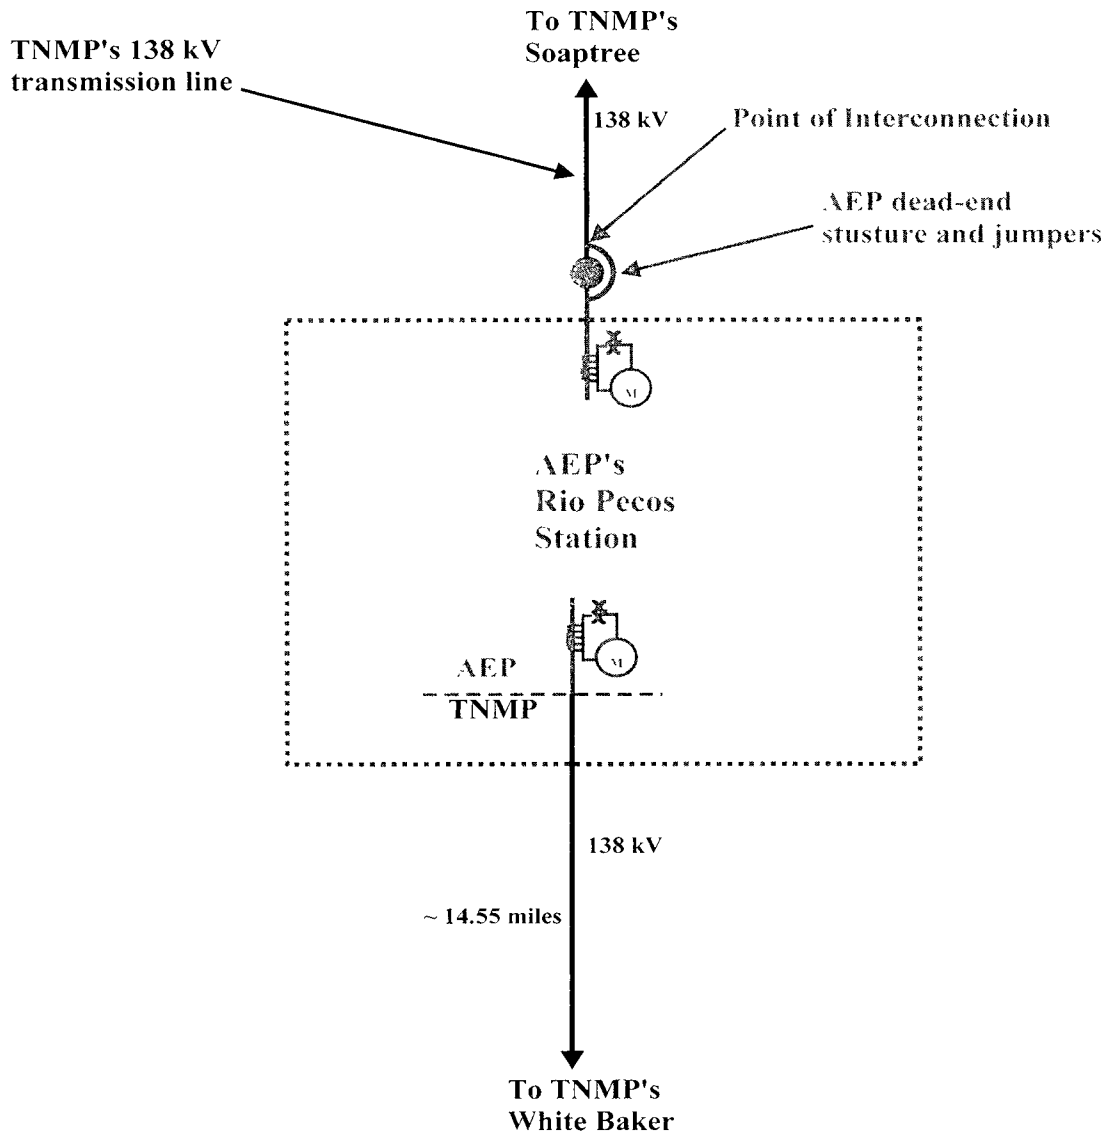 To TNMP's
Soaptree
TNMP's 138 kV
transmission line
138 kV
Point of Interconnection
AEP dead-end
stusture and jumpers
M
AEP's
Rio Pecos
Station
M
AEP
TNMP
138 kV
~ 14.55 miles
To TNMP's
White Baker